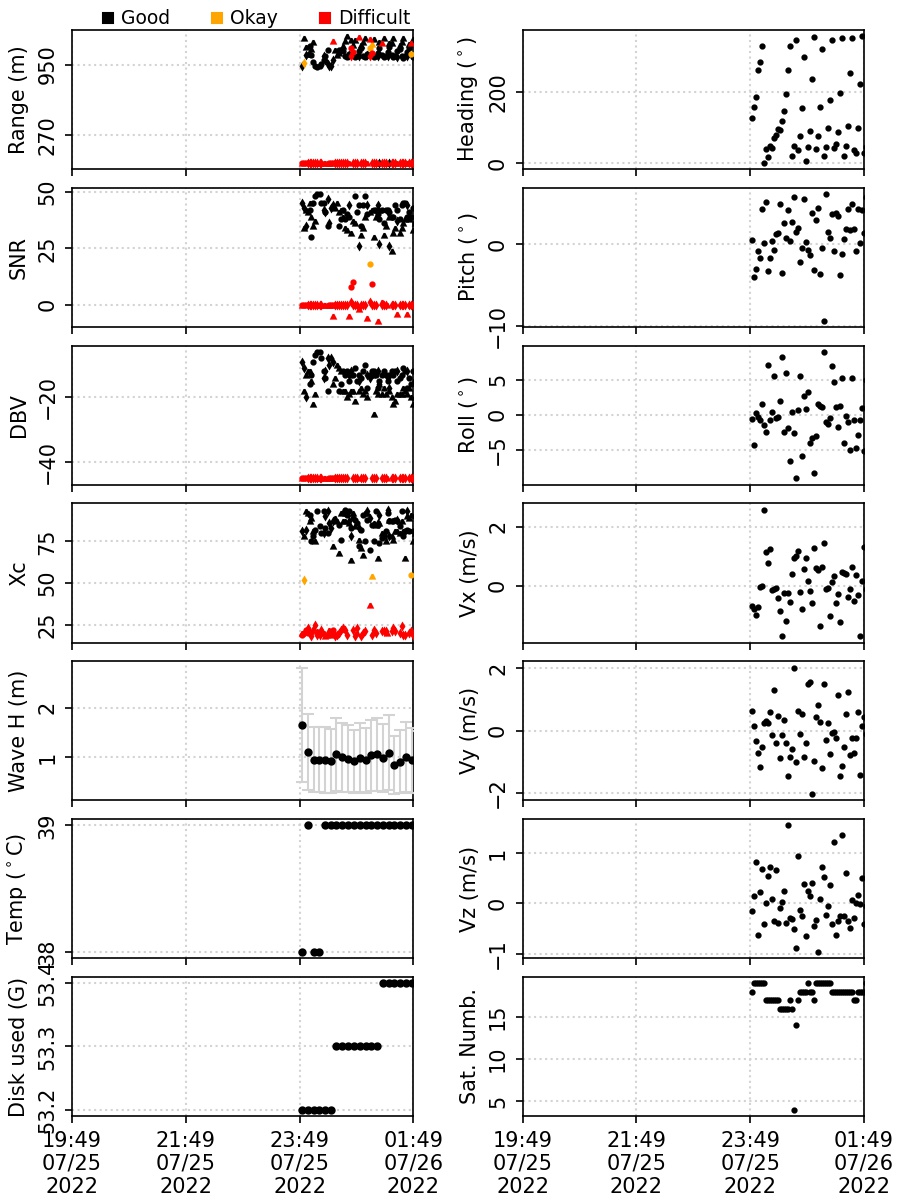 Good Okay Difficult
Range (m)
950
270
Heading (°)
200
0
SNR
50
25
0
Pitch (°)
0
−10
DBV
−20
−40
Roll (°)
5
0
−5
Xc
75
50
25
Vx (m/s)
2
0
Wave H (m)
2
1
Vy (m/s)
2
0
−2
Temp (°C)
39
38
Vz (m/s)
1
0
−1
Disk used (G)
53.4
53.3
53.2
Sat. Numb.
15
10
5
19:49 21:49 23:49 01:49
07/25 07/25 07/25 07/26
2022 2022 2022 2022
19:49 21:49 23:49 01:49
07/25 07/25 07/25 07/26
2022 2022 2022 2022